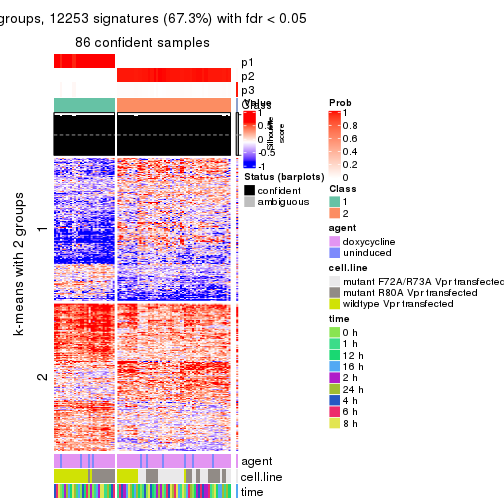 groups, 12253 signatures (67.3%) with fdr < 0.05
86 confident samples
p1
p2
p3
Class
Silhouette
score
k-means with 2 groups
1
2
agent
cell.line
time
Value
1
0.5
0
-0.5
-1
Status (barplots)
confident
ambiguous
Prob
1
0.8
0.6
0.4
0.2
0
Class
1
2
agent
doxycycline
uninduced
cell.line
mutant F72A/R73A Vpr transfected
mutant R80A Vpr transfected
wildtype Vpr transfected
time
0 h
1 h
12 h
16 h
2 h
24 h
4 h
6 h
8 h